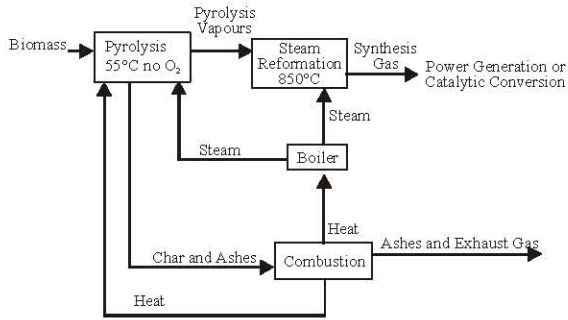 Pyrolysis
Vapours
Biomass
Pyrolysis
55°C no O₂
Steam
Reformation
850°C
Synthesis
Gas
Power Generation or
Catalytic Conversion
Steam
Steam
Boiler
Heat
Char and Ashes
Combustion
Ashes and Exhaust Gas
Heat